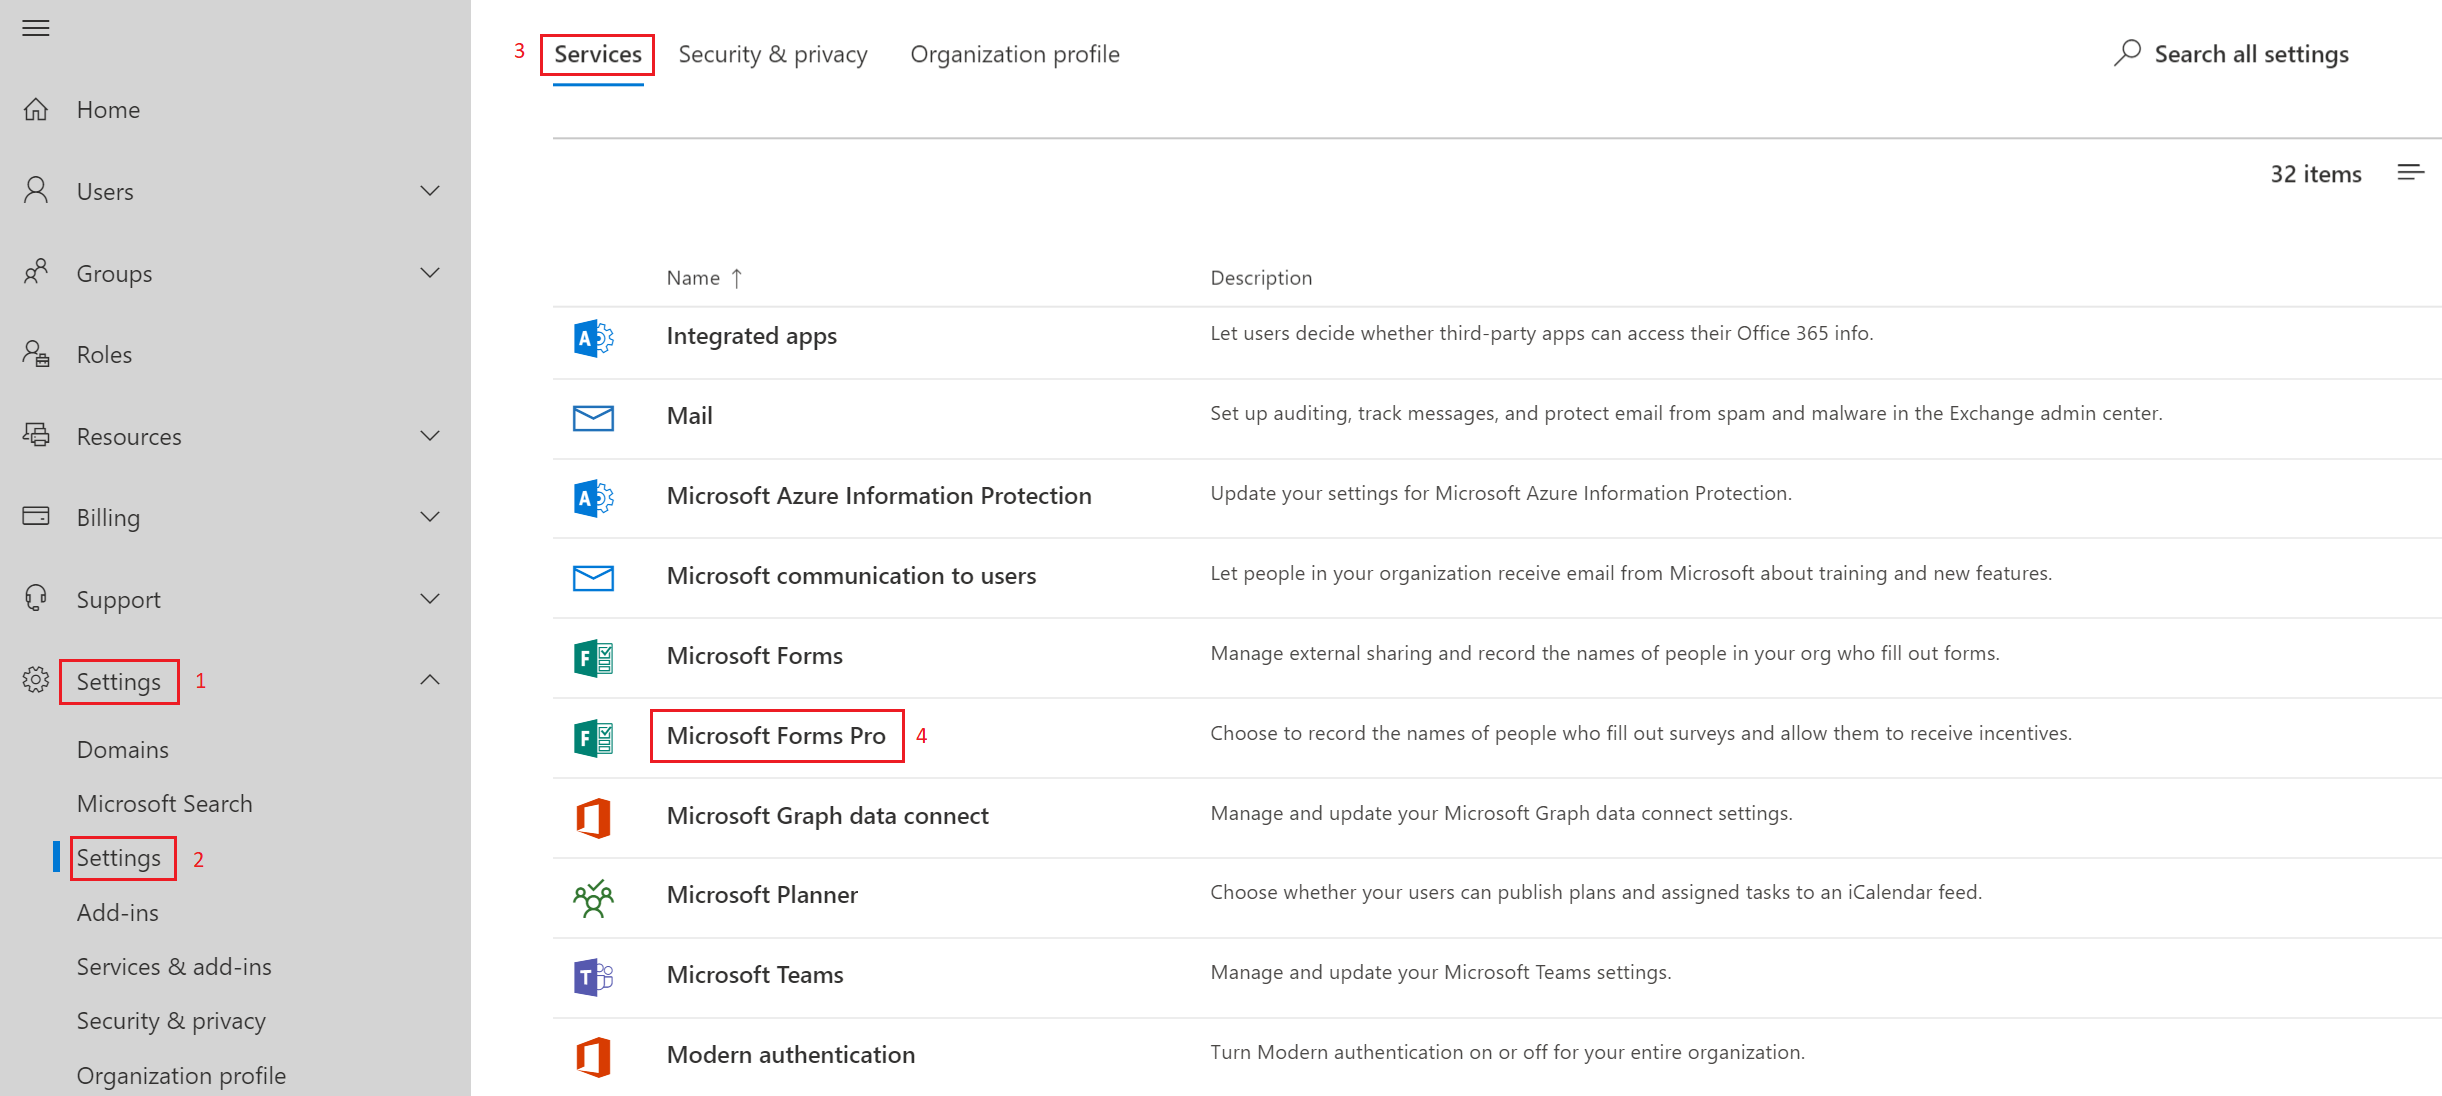 Home
Users
Groups
Roles
Resources
Billing
Support
Settings 1
Domains
Microsoft Search
Settings 2
Add-ins
Services & add-ins
Security & privacy
Organization profile
3 Services Security & privacy Organization profile Search all settings
32 items
Name ↑ Description
Integrated apps Let users decide whether third-party apps can access their Office 365 info.
Mail Set up auditing, track messages, and protect email from spam and malware in the Exchange admin center.
Microsoft Azure Information Protection Update your settings for Microsoft Azure Information Protection.
Microsoft communication to users Let people in your organization receive email from Microsoft about training and new features.
Microsoft Forms Manage external sharing and record the names of people in your org who fill out forms.
Microsoft Forms Pro 4 Choose to record the names of people who fill out surveys and allow them to receive incentives.
Microsoft Graph data connect Manage and update your Microsoft Graph data connect settings.
Microsoft Planner Choose whether your users can publish plans and assigned tasks to an iCalendar feed.
Microsoft Teams Manage and update your Microsoft Teams settings.
Modern authentication Turn Modern authentication on or off for your entire organization.